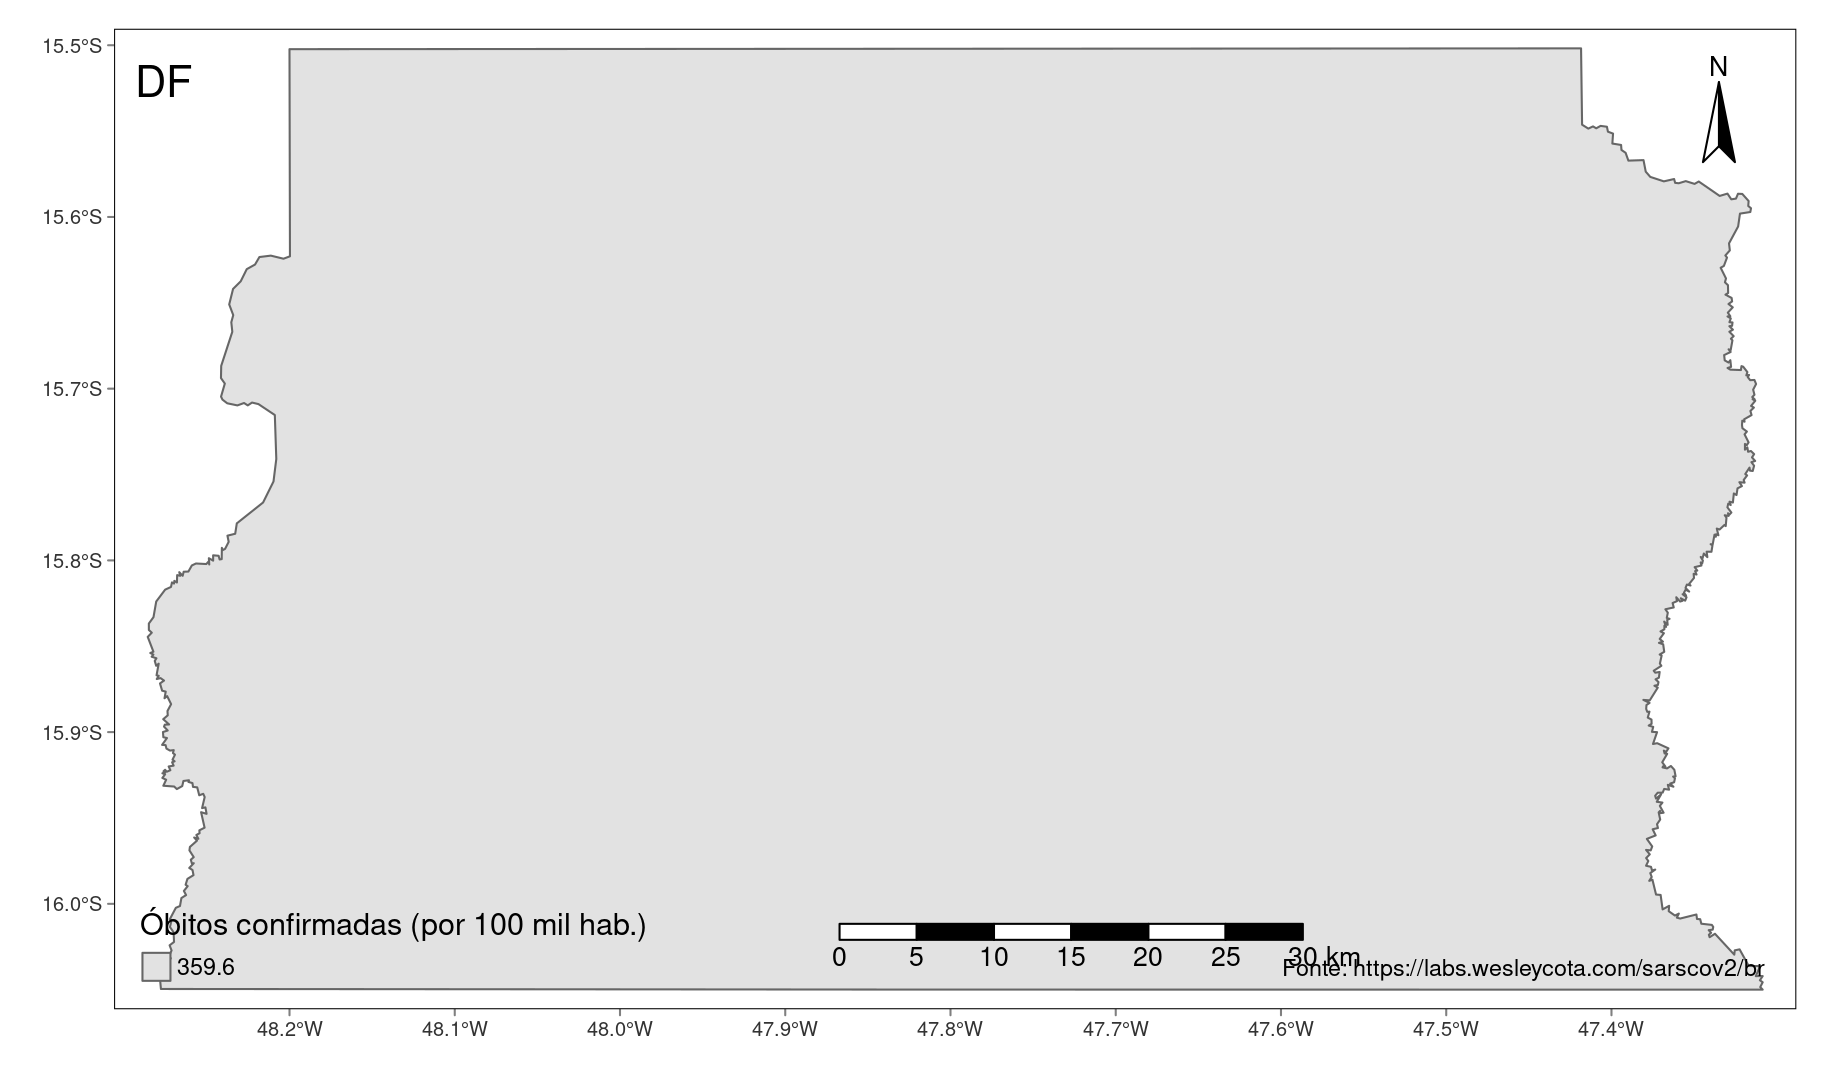 DF
N
15.5°S
15.6°S
15.7°S
15.8°S
15.9°S
16.0°S
Óbitos confirmadas (por 100 mil hab.)
359.6
0 5 10 15 20 25 30 km
Fonte: https://labs.wesleycota.com/sarscov2/br
48.2°W 48.1°W 48.0°W 47.9°W 47.8°W 47.7°W 47.6°W 47.5°W 47.4°W